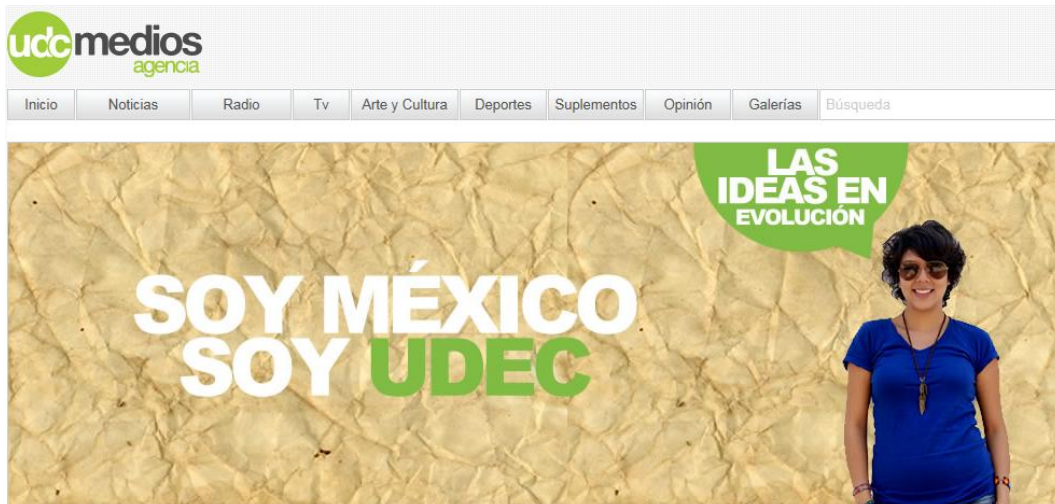 udcmedios
agencia
Inicio Noticias Radio Tv Arte y Cultura Deportes Suplementos Opinión Galerías Búsqueda
LAS
IDEAS EN
EVOLUCIÓN
SOY MÉXICO
SOY UDEC